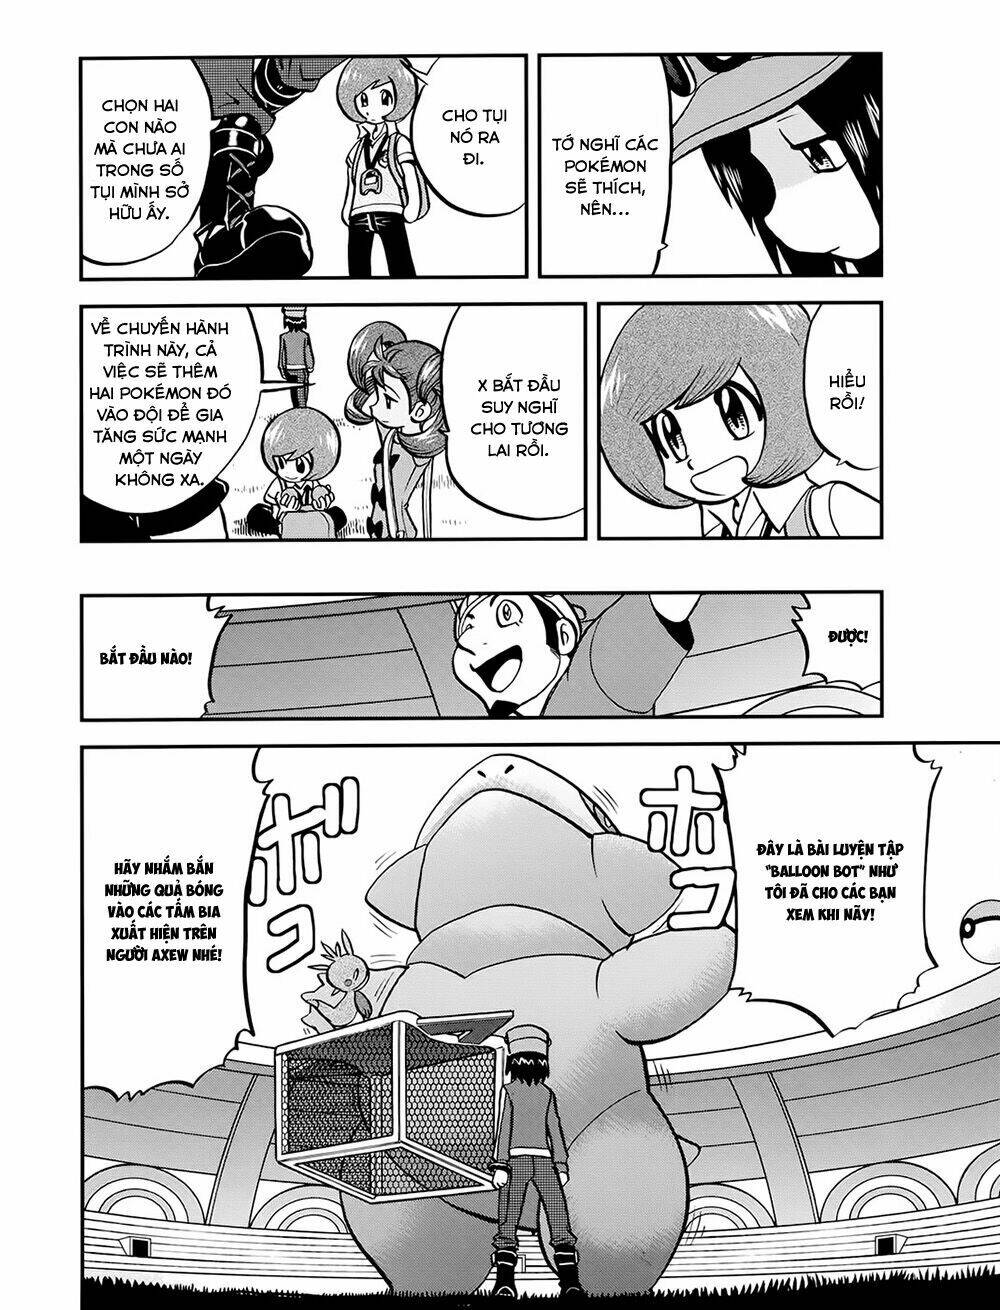 TỚ NGHĨ CÁC
POKÉMON
SẼ THÍCH,
NÊN...
CHO TỤI
NÓ RA
ĐI.
CHỌN HAI
CON NÀO
MÀ CHƯA AI
TRONG SỐ
TỤI MÌNH SỞ
HỮU ẤY.
HIỂU
RỒI!
X BẮT ĐẦU
SUY NGHĨ
CHO TƯƠNG
LAI RỒI.
VỀ CHUYẾN HÀNH
TRÌNH NÀY, CẢ
VIỆC SẼ THÊM
HAI POKÉMON ĐÓ
VÀO ĐỘI ĐỂ GIA
TĂNG SỨC MẠNH
MỘT NGÀY
KHÔNG XA.
ĐƯỢC!
BẮT ĐẦU NÀO!
ĐÂY LÀ BÀI LUYỆN TẬP
“BALLOON BOT” NHƯ
TÔI ĐÃ CHO CÁC BẠN
XEM KHI NÃY!
ボコ
ボコ
HÃY NHẮM BẮN
NHỮNG QUẢ BÓNG
VÀO CÁC TẤM BIA
XUẤT HIỆN TRÊN
NGƯỜI AXEW NHÉ!